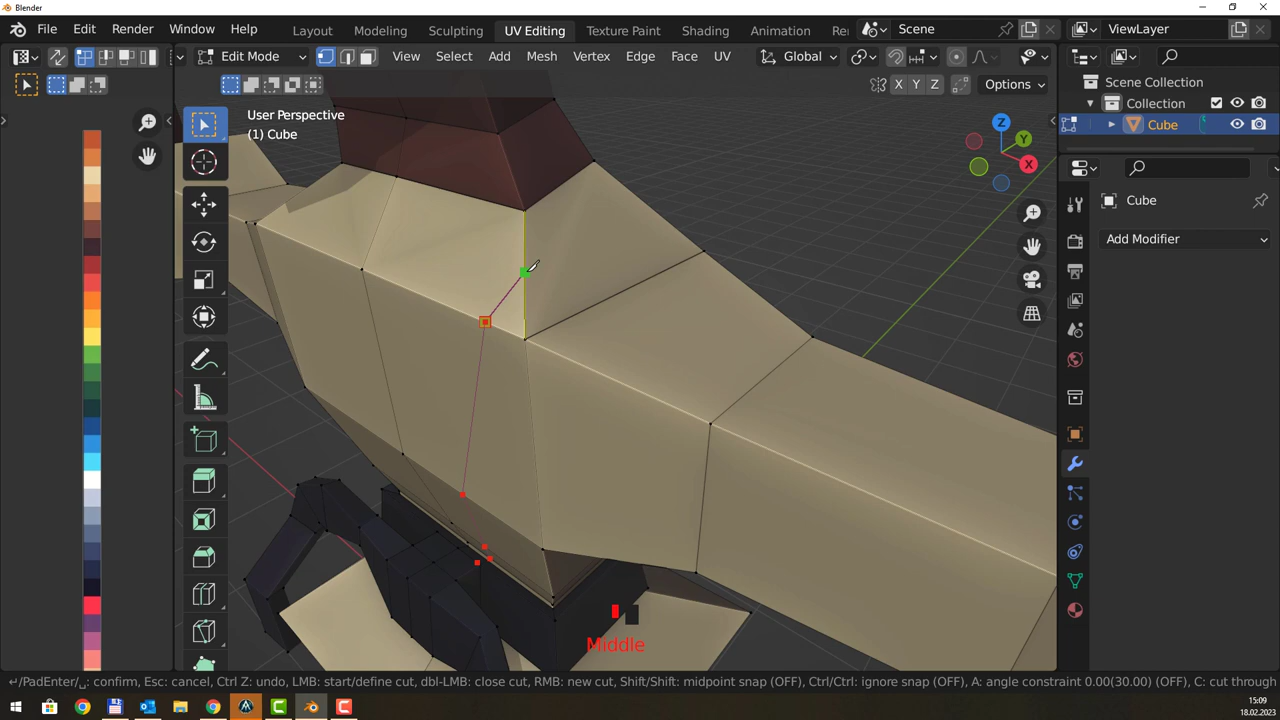 Blender
File Edit Render Window Help Layout Modeling Sculpting UV Editing Texture Paint Shading Animation Re Scene ViewLayer
Edit Mode View Select Add Mesh Vertex Edge Face UV Global
X Y Z Options
User Perspective
(1) Cube
Z
Y
X
Scene Collection
Collection
Cube
Cube
Add Modifier
Middle
↵/PadEnter/␣: confirm, Esc: cancel, Ctrl Z: undo, LMB: start/define cut, dbl-LMB: close cut, RMB: new cut, Shift/Shift: midpoint snap (OFF), Ctrl/Ctrl: ignore snap (OFF), A: angle constraint 0.00(30.00) (OFF), C: cut through
15:09
18.02.2023